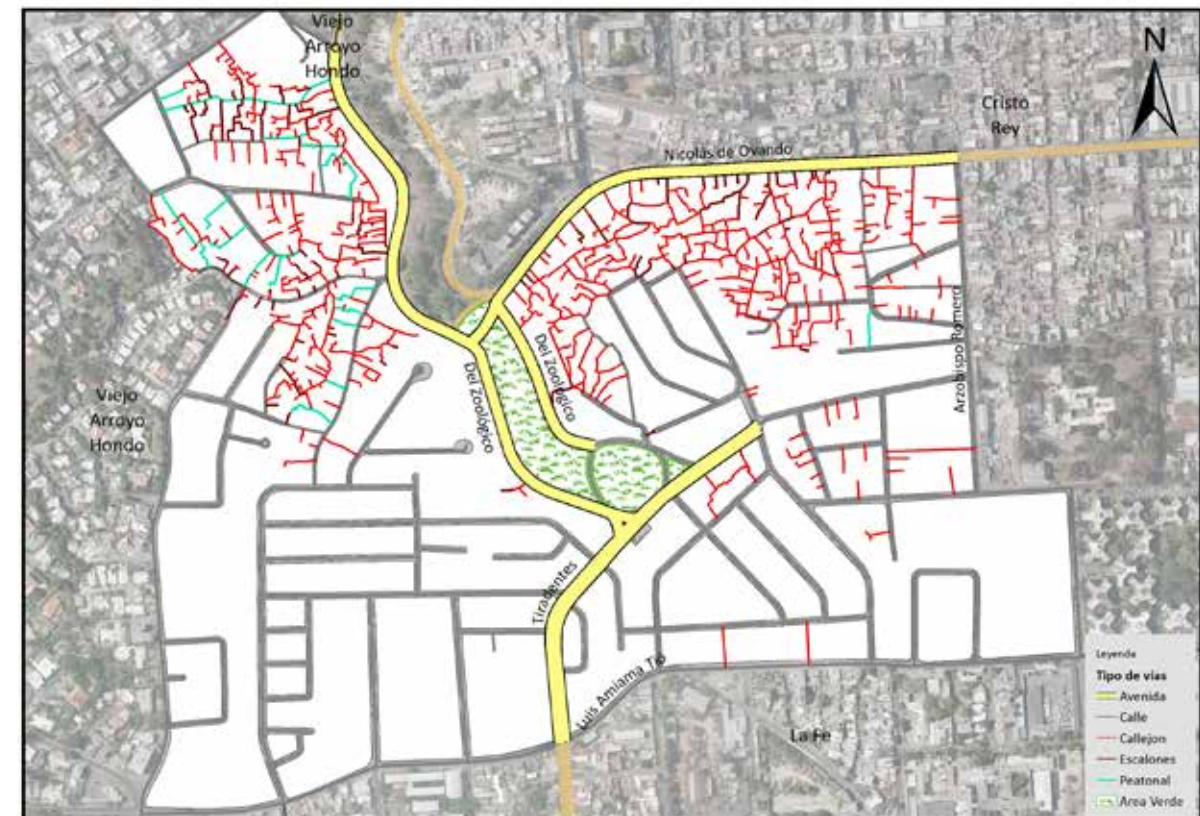 Viejo
Arroyo
Hondo
N
Cristo
Rey
Nicolás de Ovando
Del Zoológico
Del Zoológico
Arzobispo Romero
Viejo
Arroyo
Hondo
Tiradentes
Luis Amiama Tió
La Fe
Leyenda
Tipo de vías
Avenida
Calle
Callejon
Escalones
Peatonal
Area Verde